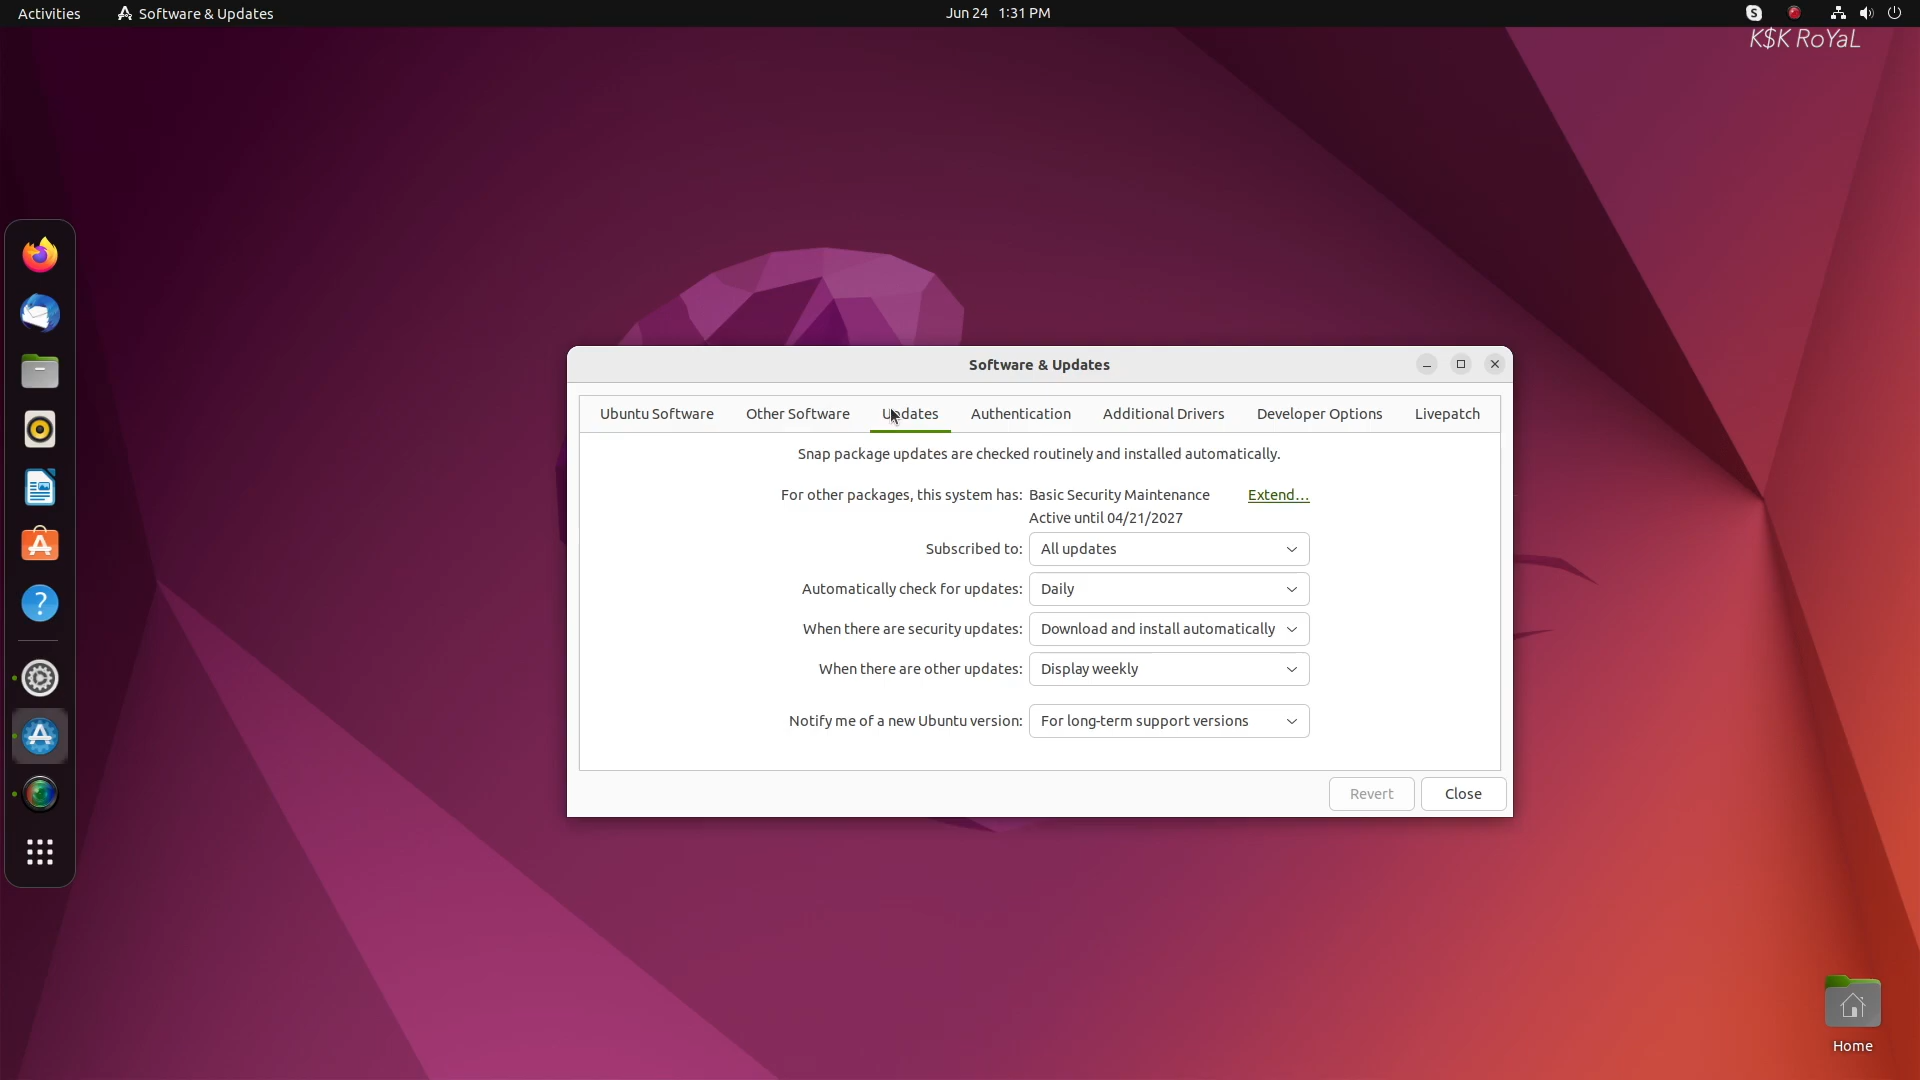 Activities
Software & Updates
Jun 24 1:31 PM
S
K$K RoYaL
Software & Updates
Ubuntu Software
Other Software
Updates
Authentication
Additional Drivers
Developer Options
Livepatch
Snap package updates are checked routinely and installed automatically.
For other packages, this system has: Basic Security Maintenance Extend...
Active until 04/21/2027
Subscribed to: All updates
Automatically check for updates: Daily
When there are security updates: Download and install automatically
When there are other updates: Display weekly
Notify me of a new Ubuntu version: For long-term support versions
Revert
Close
?
Home